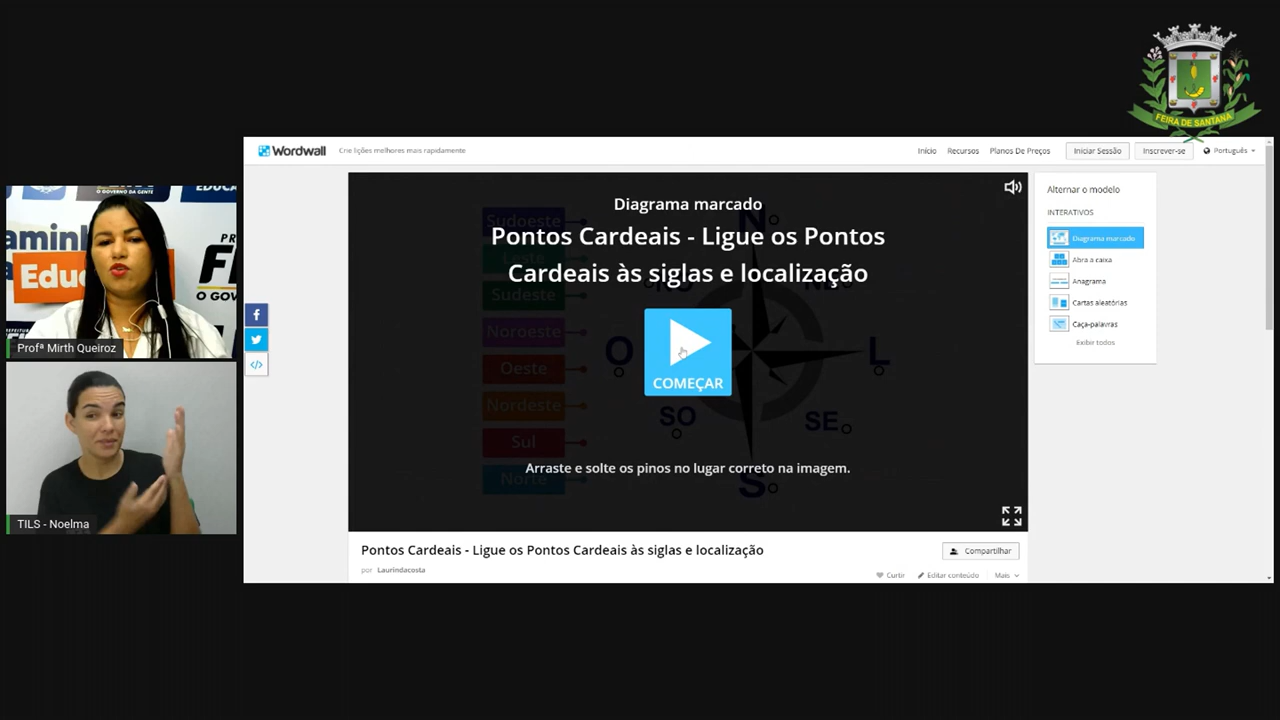 FEIRA DE SANTANA
Wordwall
Crie lições melhores mais rapidamente
Início
Recursos
Planos De Preços
Iniciar Sessão
Inscrever-se
Português
Diagrama marcado
Pontos Cardeais - Ligue os Pontos
Cardeais às siglas e localização
COMEÇAR
Arraste e solte os pinos no lugar correto na imagem.
Sudoeste
Leste
Sudeste
Noroeste
Oeste
Nordeste
Sul
Norte
N
O
L
SO
SE
S
Alternar o modelo
INTERATIVOS
Diagrama marcado
Abra a caixa
Anagrama
Cartas aleatórias
Caça-palavras
Exibir todos
Pontos Cardeais - Ligue os Pontos Cardeais às siglas e localização
Compartilhar
por Laurindacosta
Curtir
Editar conteúdo
Mais
O GOVERNO DA GENTE
EDUCA
aminh
Educ
PR
F
O GOVERN
Profª Mirth Queiroz
TILS - Noelma